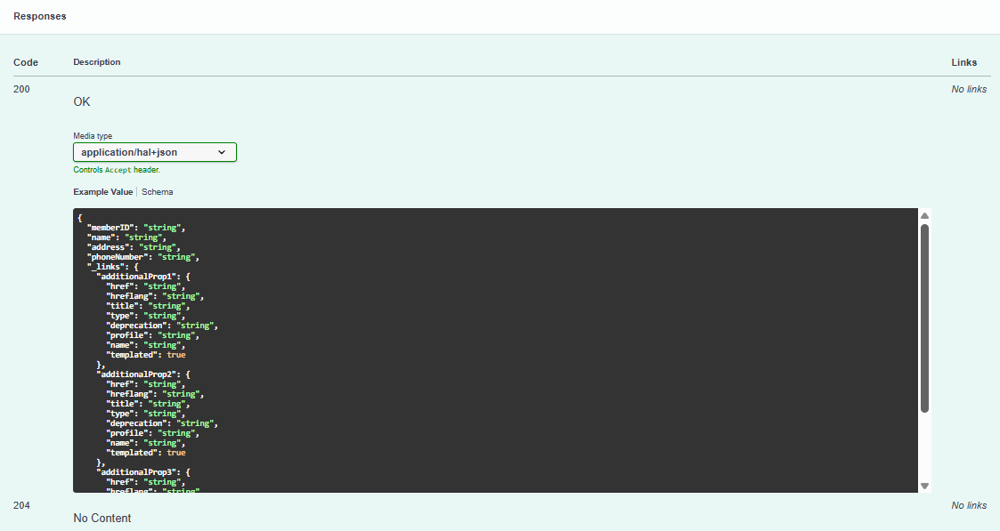 Responses
Code Description Links
200 OK No links
Media type
application/hal+json
Controls Accept header.
Example Value Schema
{
  "memberID": "string",
  "name": "string",
  "address": "string",
  "phoneNumber": "string",
  "_links": {
    "additionalProp1": {
      "href": "string",
      "hreflang": "string",
      "title": "string",
      "type": "string",
      "deprecation": "string",
      "profile": "string",
      "name": "string",
      "templated": true
    },
    "additionalProp2": {
      "href": "string",
      "hreflang": "string",
      "title": "string",
      "type": "string",
      "deprecation": "string",
      "profile": "string",
      "name": "string",
      "templated": true
    },
    "additionalProp3": {
      "href": "string",
      "hreflang": "string"
204 No Content No links